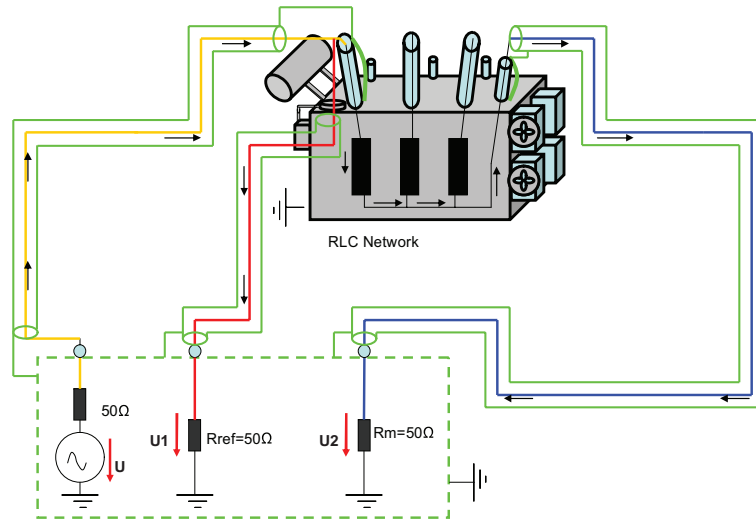 RLC Network
50Ω
U
U1
Rref=50Ω
U2
Rm=50Ω